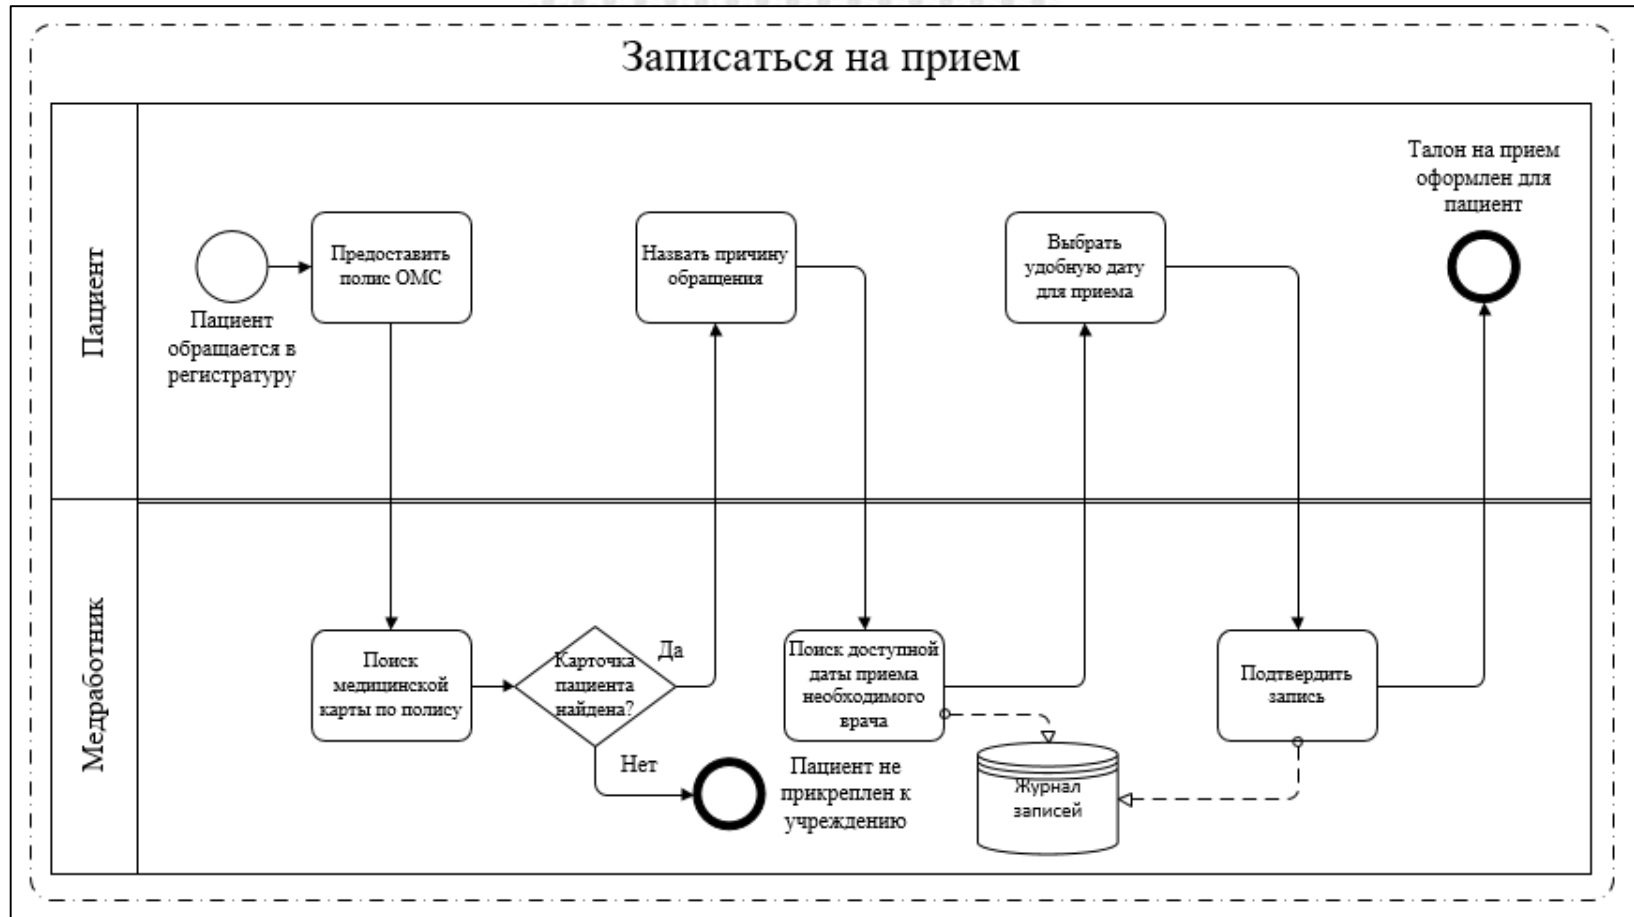 Записаться на прием
Пациент
Пациент
обращается в
регистратуру
Предоставить
полис ОМС
Назвать причину
обращения
Выбрать
удобную дату
для приема
Талон на прием
оформлен для
пациент
Медработник
Поиск
медицинской
карты по полису
Карточка
пациента
найдена?
Да
Нет
Пациент не
прикреплен к
учреждению
Поиск доступной
даты приема
необходимого
врача
Журнал
записей
Подтвердить
запись